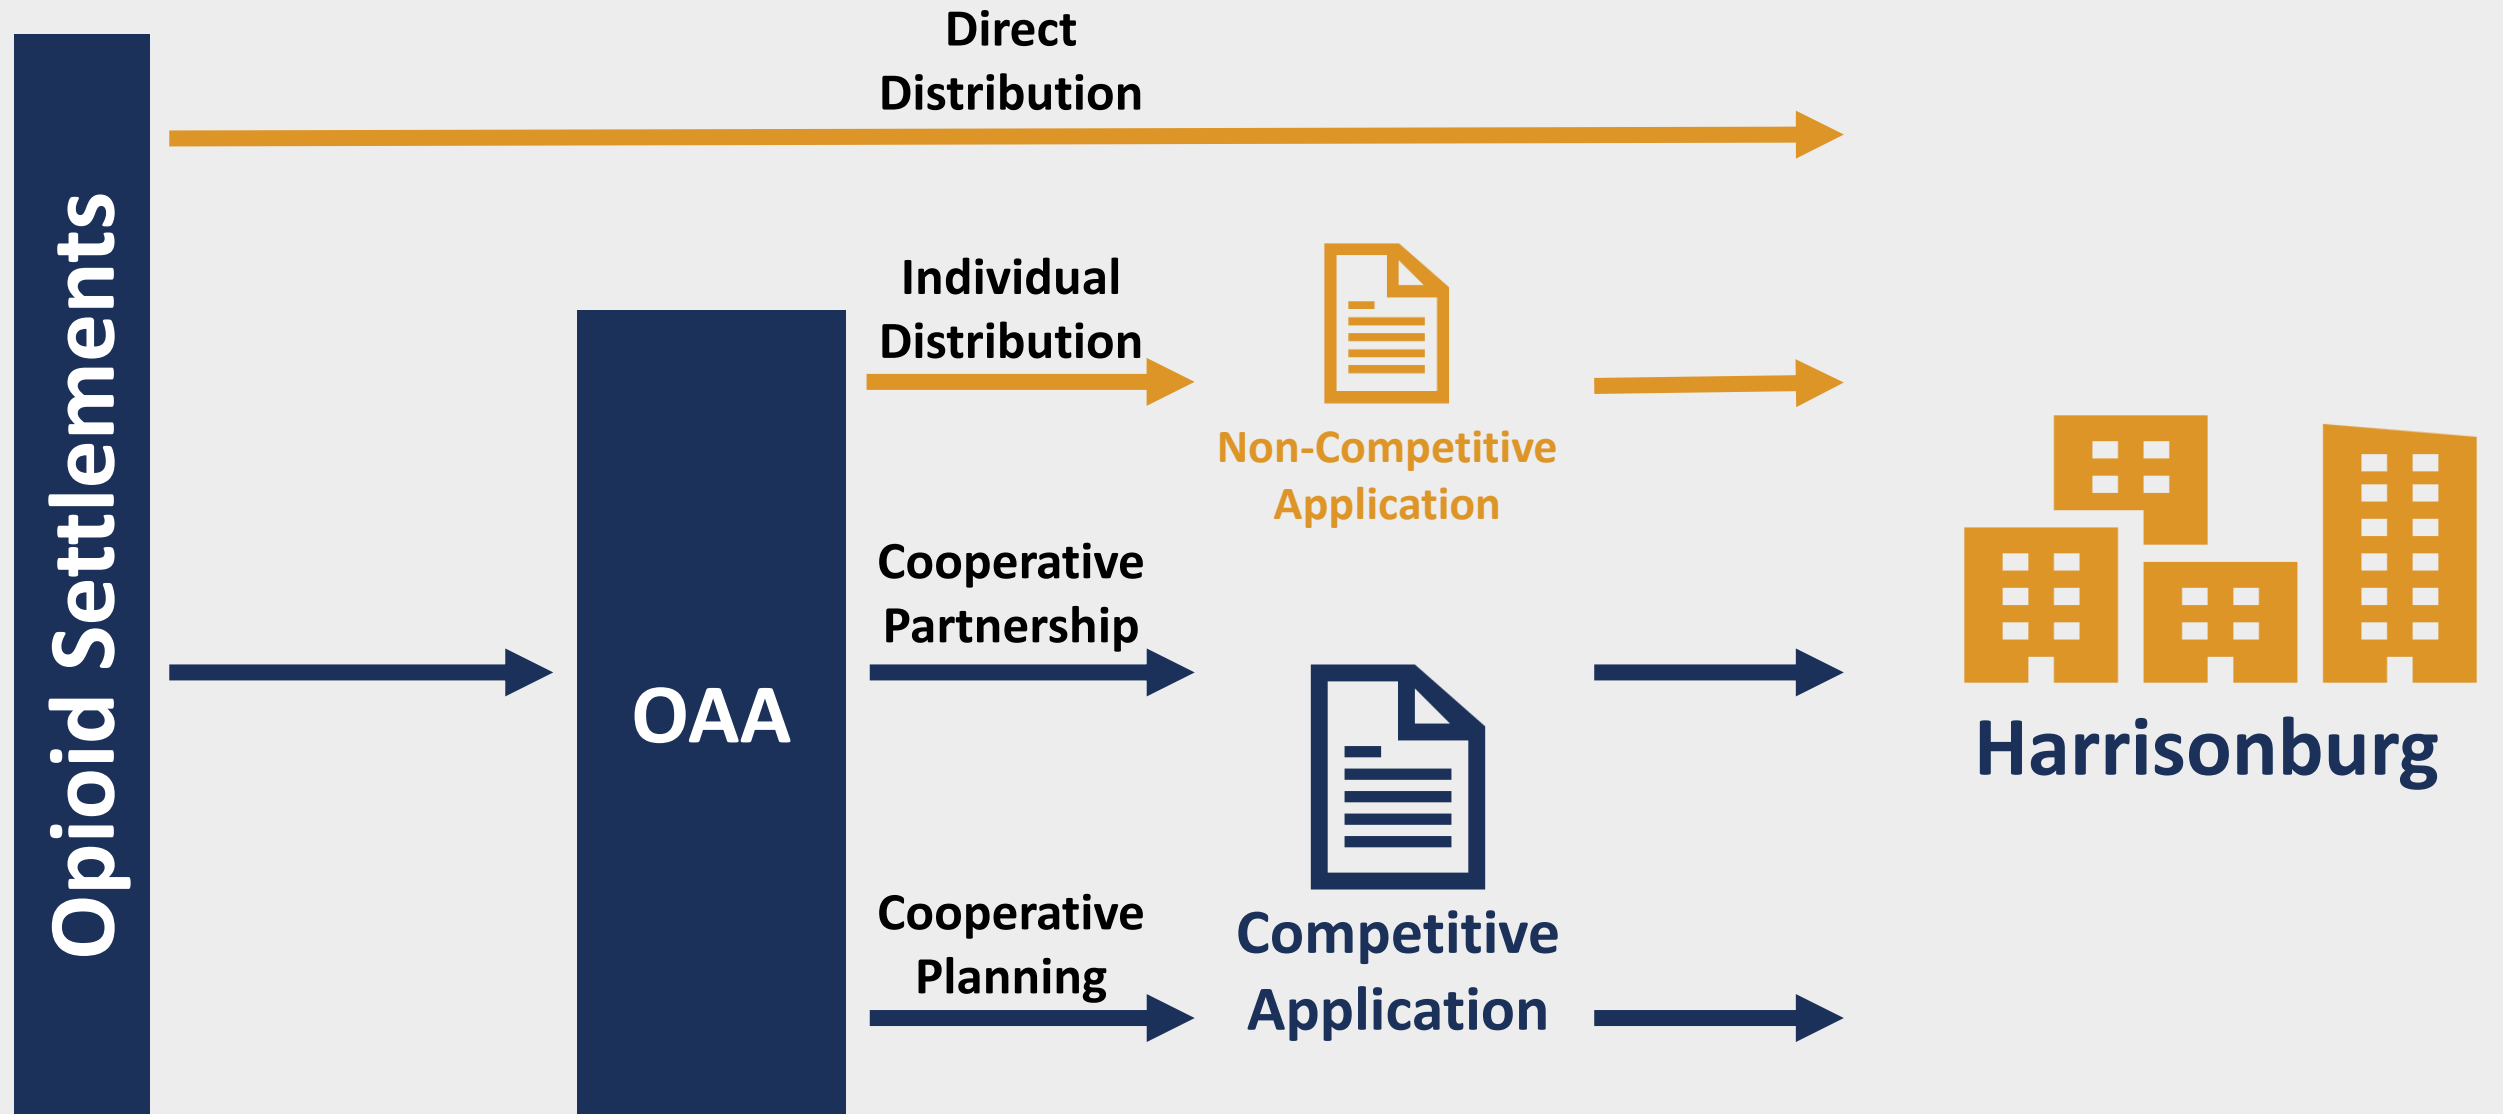 Opioid Settlements
Direct
Distribution
OAA
Individual
Distribution
Non-Competitive
Application
Cooperative
Partnership
Cooperative
Planning
Competitive
Application
Harrisonburg